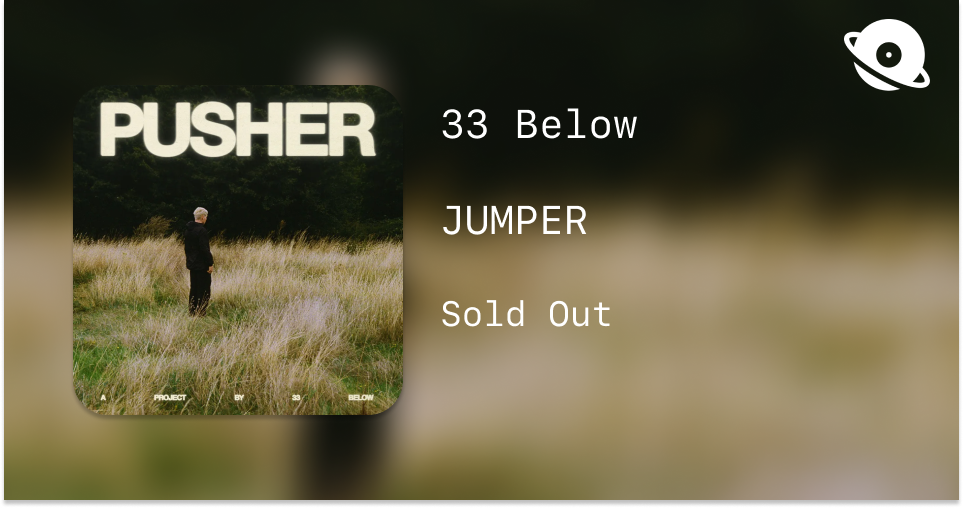 PUSHER
A PROJECT BY 33 BELOW
33 Below
JUMPER
Sold Out